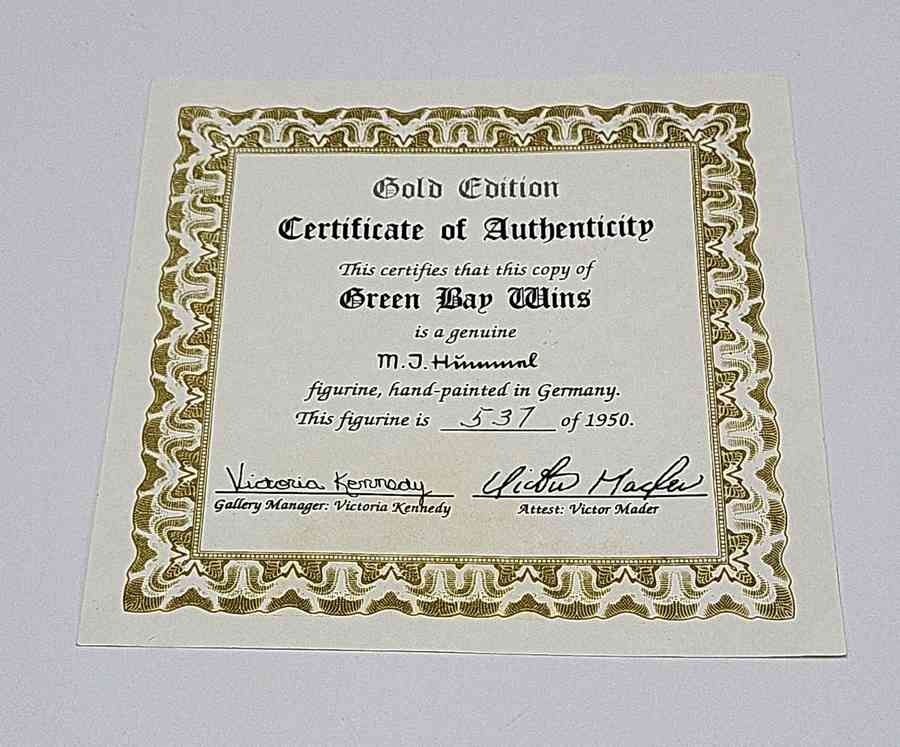 Gold Edition
Certificate of Authenticity
This certifies that this copy of
Green Bay Wins
is a genuine
M.J.Hümmel
figurine, hand-painted in Germany.
This figurine is 537 of 1950.
Victoria Kennedy Victor Mader
Gallery Manager: Victoria Kennedy Attest: Victor Mader